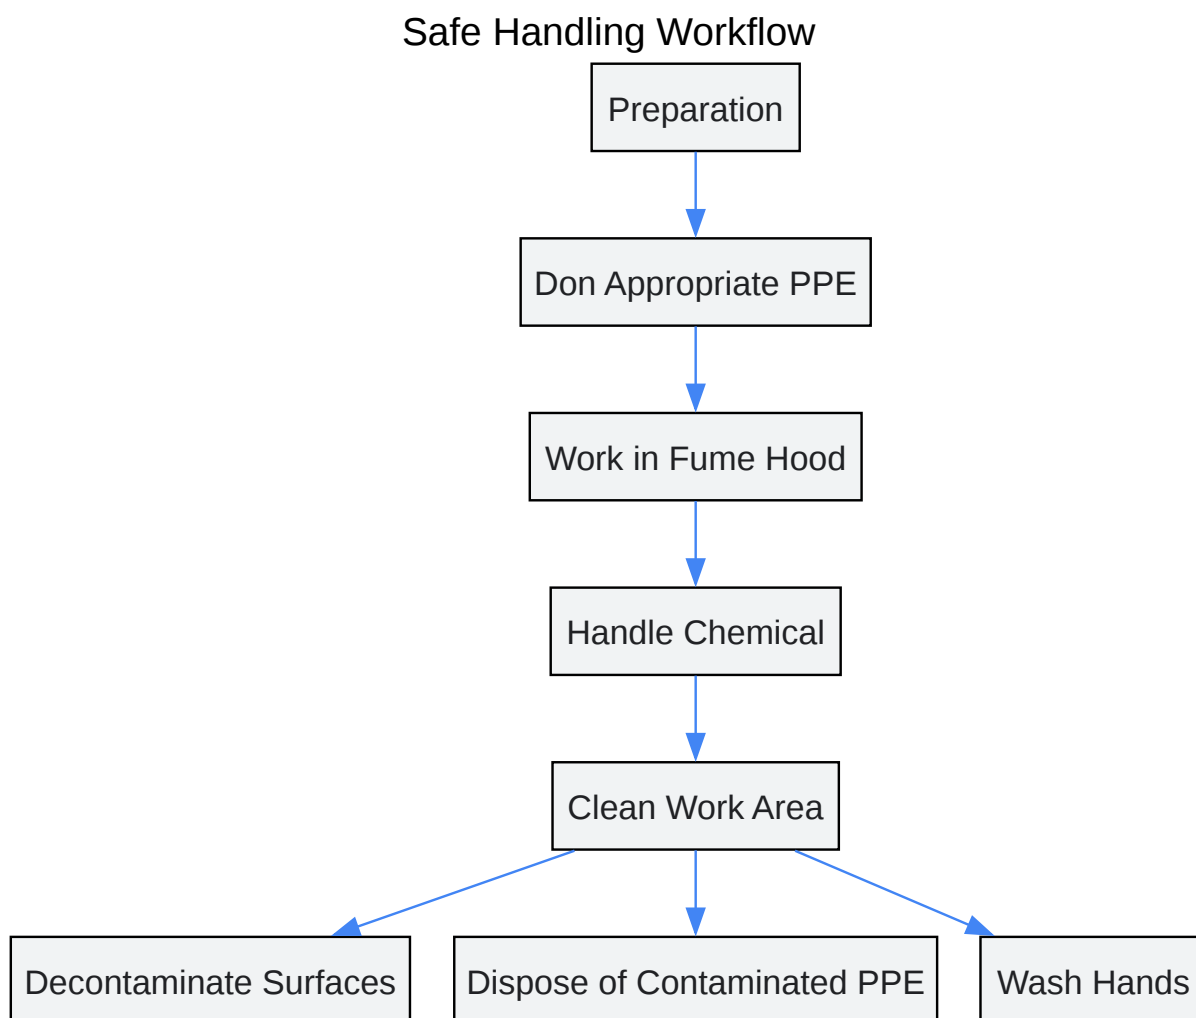 Safe Handling Workflow
Preparation
Don Appropriate PPE
Work in Fume Hood
Handle Chemical
Clean Work Area
Decontaminate Surfaces
Dispose of Contaminated PPE
Wash Hands